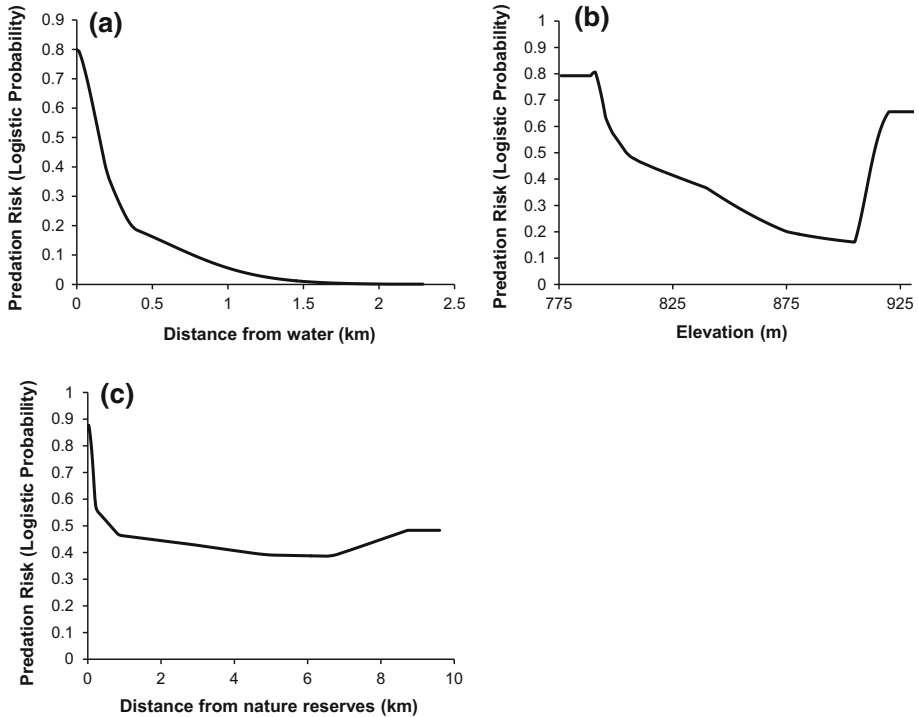 (a)
Predation Risk (Logistic Probability)
0.9
0.8
0.7
0.6
0.5
0.4
0.3
0.2
0.1
0
0 0.5 1 1.5 2 2.5
Distance from water (km)
(b)
Predation Risk (Logistic Probability)
1
0.9
0.8
0.7
0.6
0.5
0.4
0.3
0.2
0.1
0
775 825 875 925
Elevation (m)
(c)
Predation Risk (Logistic Probability)
1
0.9
0.8
0.7
0.6
0.5
0.4
0.3
0.2
0.1
0
0 2 4 6 8 10
Distance from nature reserves (km)